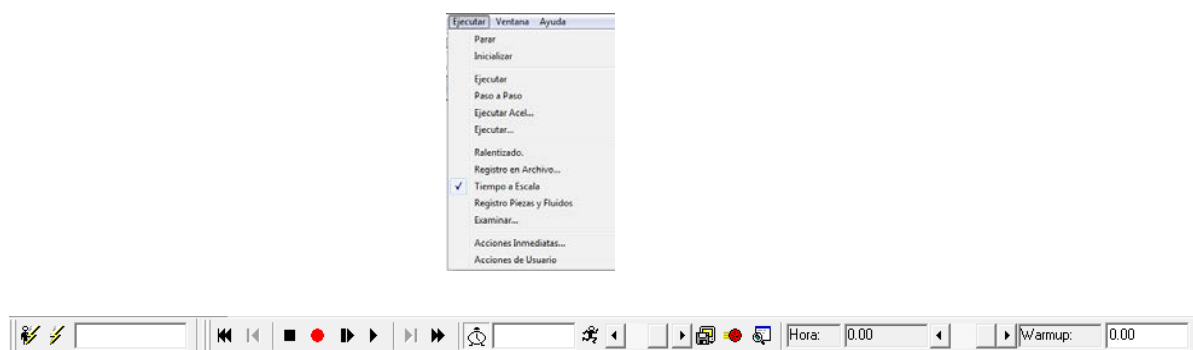 Ejecutar Ventana Ayuda
Parar
Inicializar
Ejecutar
Paso a Paso
Ejecutar Acel...
Ejecutar...
Ralentizado.
Registro en Archivo...
Tiempo a Escala
Registro Piezas y Fluidos
Examinar...
Acciones Inmediatas...
Acciones de Usuario
Hora: 0.00 Warmup: 0.00